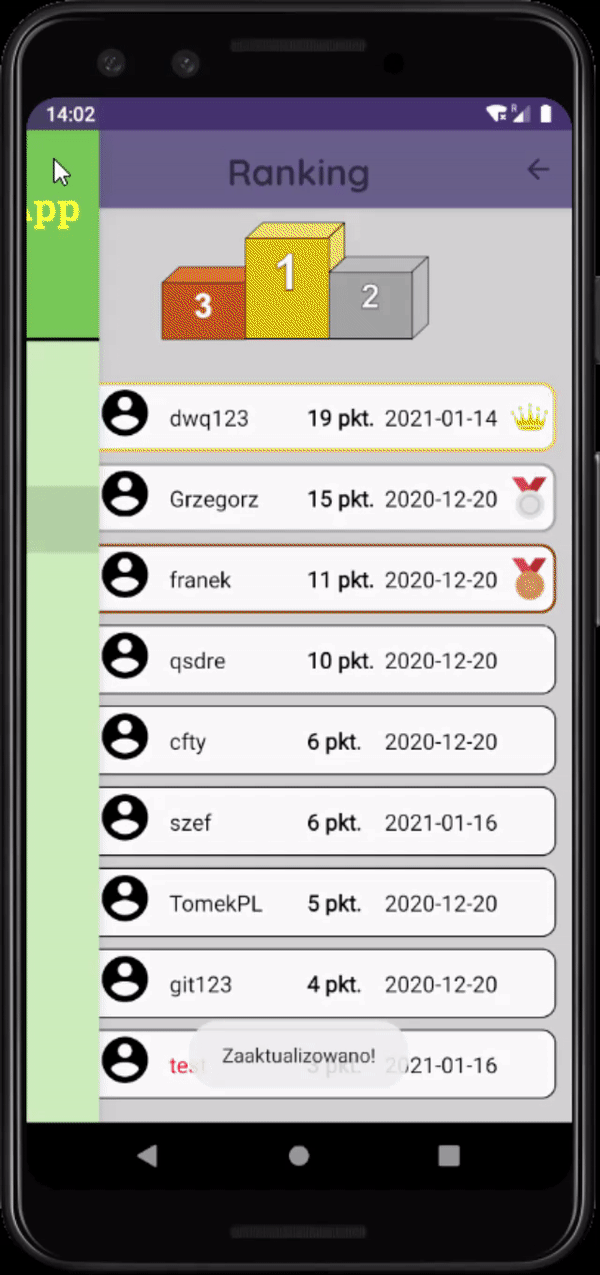 14:02
R
App
Ranking
1
2
3
dwq123 19 pkt. 2021-01-14
Grzegorz 15 pkt. 2020-12-20
franek 11 pkt. 2020-12-20
qsdre 10 pkt. 2020-12-20
cfty 6 pkt. 2020-12-20
szef 6 pkt. 2021-01-16
TomekPL 5 pkt. 2020-12-20
git123 4 pkt. 2020-12-20
test 3 pkt. 2021-01-16
Zaaktualizowano!